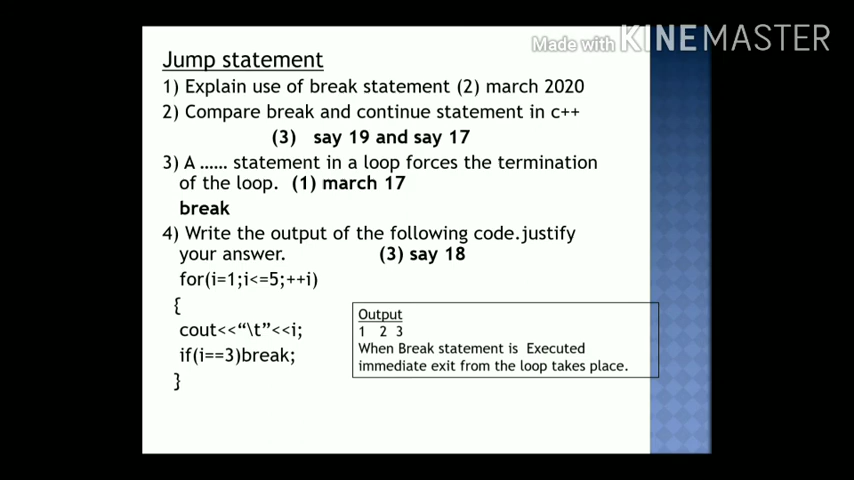 Made with KINEMASTER
Jump statement
1) Explain use of break statement (2) march 2020
2) Compare break and continue statement in c++
(3) say 19 and say 17
3) A ...... statement in a loop forces the termination
of the loop. (1) march 17
break
4) Write the output of the following code.justify
your answer. (3) say 18
for(i=1;i<=5;++i)
{
cout<<“\t”<<i;
if(i==3)break;
}
Output
1 2 3
When Break statement is Executed
immediate exit from the loop takes place.